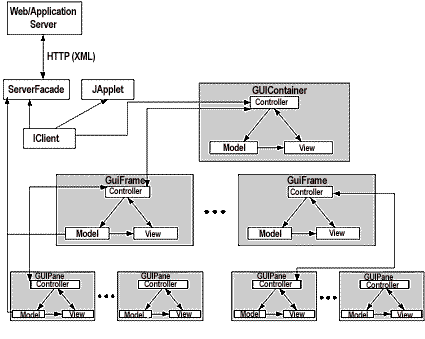 Web/Application
Server
HTTP (XML)
ServerFacade
JApplet
IClient
GUIContainer
Controller
Model
View
GuiFrame
Controller
Model
View
GuiFrame
Controller
Model
View
GUIPane
Controller
Model
View
GUIPane
Controller
Model
View
GUIPane
Controller
Model
View
GUIPane
Controller
Model
View